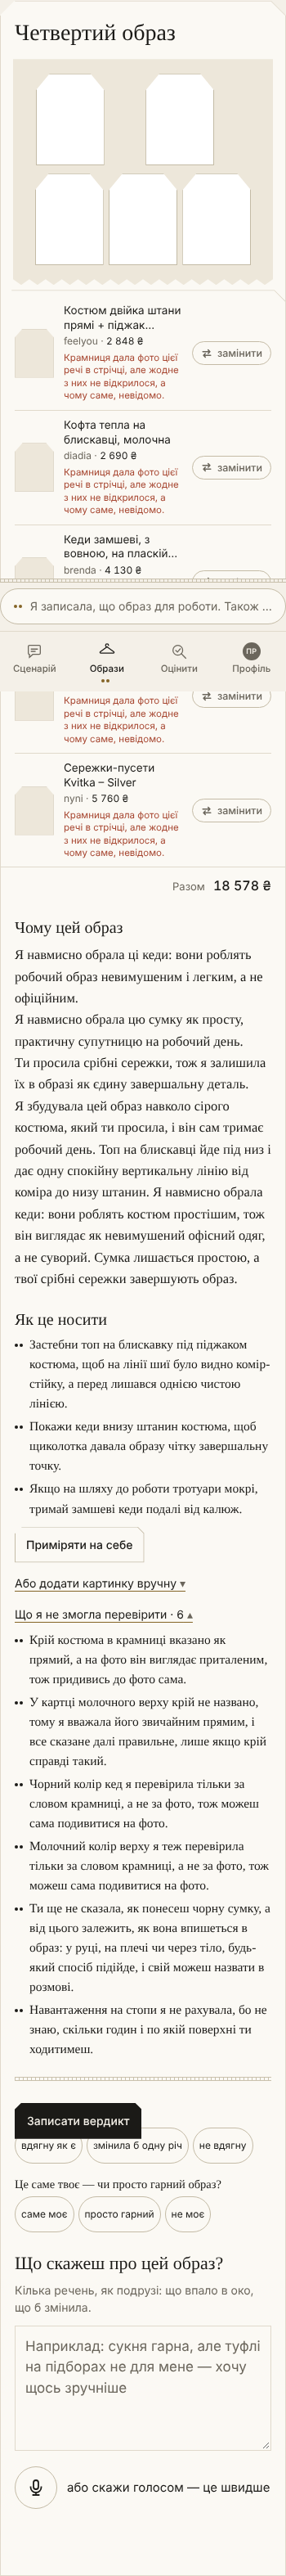 Четвертий образ
Костюм двійка штани
прямі + піджак...
feelyou · 2 848 ₴
Крамниця дала фото цієї
речі в стрічці, але жодне
з них не відкрилося, а
чому саме, невідомо.
замінити
Кофта тепла на
блискавці, молочна
diadia · 2 690 ₴
Крамниця дала фото цієї
речі в стрічці, але жодне
з них не відкрилося, а
чому саме, невідомо.
замінити
Кеди замшеві, з
вовною, на пласкій...
brenda · 4 130 ₴
Я записала, що образ для роботи. Також ...
Сценарій
Образи
Оцінити
ПР
Профіль
замінити
Крамниця дала фото цієї
речі в стрічці, але жодне
з них не відкрилося, а
чому саме, невідомо.
Сережки-пусети
Kvitka – Silver
nyni · 5 760 ₴
Крамниця дала фото цієї
речі в стрічці, але жодне
з них не відкрилося, а
чому саме, невідомо.
замінити
Разом 18 578 ₴
Чому цей образ
Я навмисно обрала ці кеди: вони роблять
робочий образ невимушеним і легким, а не
офіційним.
Я навмисно обрала цю сумку як просту,
практичну супутницю на робочий день.
Ти просила срібні сережки, тож я залишила
їх в образі як єдину завершальну деталь.
Я збудувала цей образ навколо сірого
костюма, який ти просила, і він сам тримає
робочий день. Топ на блискавці йде під низ і
дає одну спокійну вертикальну лінію від
коміра до низу штанин. Я навмисно обрала
кеди: вони роблять костюм простішим, тож
він виглядає як невимушений офісний одяг,
а не суворий. Сумка лишається простою, а
твої срібні сережки завершують образ.
Як це носити
Застебни топ на блискавку під піджаком
костюма, щоб на лінії шиї було видно комір-
стійку, а перед лишався однією чистою
лінією.
Покажи кеди внизу штанин костюма, щоб
щиколотка давала образу чітку завершальну
точку.
Якщо на шляху до роботи тротуари мокрі,
тримай замшеві кеди подалі від калюж.
Приміряти на себе
Або додати картинку вручну ▾
Що я не змогла перевірити · 6 ▴
Крій костюма в крамниці вказано як
прямий, а на фото він виглядає приталеним,
тож придивись до фото сама.
У картці молочного верху крій не названо,
тому я вважала його звичайним прямим, і
все сказане далі правильне, лише якщо крій
справді такий.
Чорний колір кед я перевірила тільки за
словом крамниці, а не за фото, тож можеш
сама подивитися на фото.
Молочний колір верху я теж перевірила
тільки за словом крамниці, а не за фото, тож
можеш сама подивитися на фото.
Ти ще не сказала, як понесеш чорну сумку, а
від цього залежить, як вона впишеться в
образ: у руці, на плечі чи через тіло, будь-
який спосіб підійде, і свій можеш назвати в
розмові.
Навантаження на стопи я не рахувала, бо не
знаю, скільки годин і по якій поверхні ти
ходитимеш.
Записати вердикт
вдягну як є
змінила б одну річ
не вдягну
Це саме твоє — чи просто гарний образ?
саме моє
просто гарний
не моє
Що скажеш про цей образ?
Кілька речень, як подрузі: що впало в око,
що б змінила.
Наприклад: сукня гарна, але туфлі
на підборах не для мене — хочу
щось зручніше
або скажи голосом — це швидше